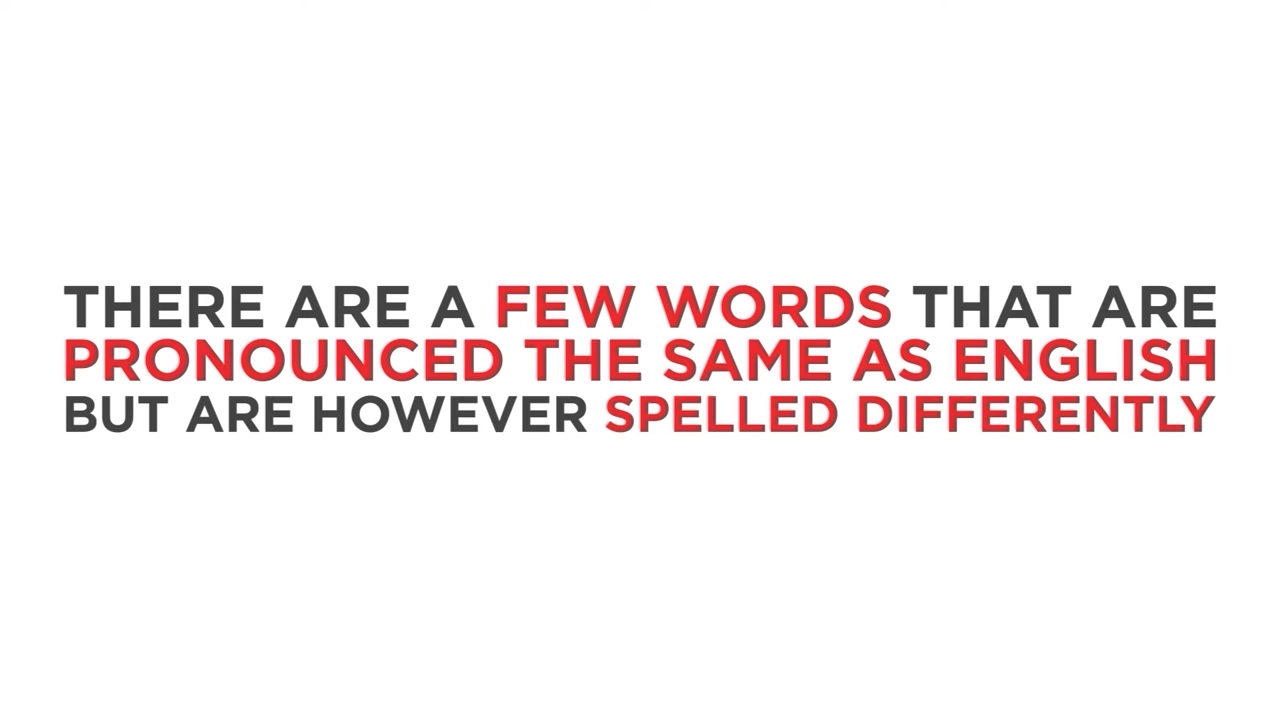 THERE ARE A FEW WORDS THAT ARE
PRONOUNCED THE SAME AS ENGLISH
BUT ARE HOWEVER SPELLED DIFFERENTLY